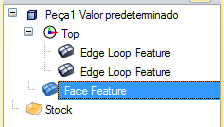 Peça1 Valor predeterminado
Top
Edge Loop Feature
Edge Loop Feature
Face Feature
Stock